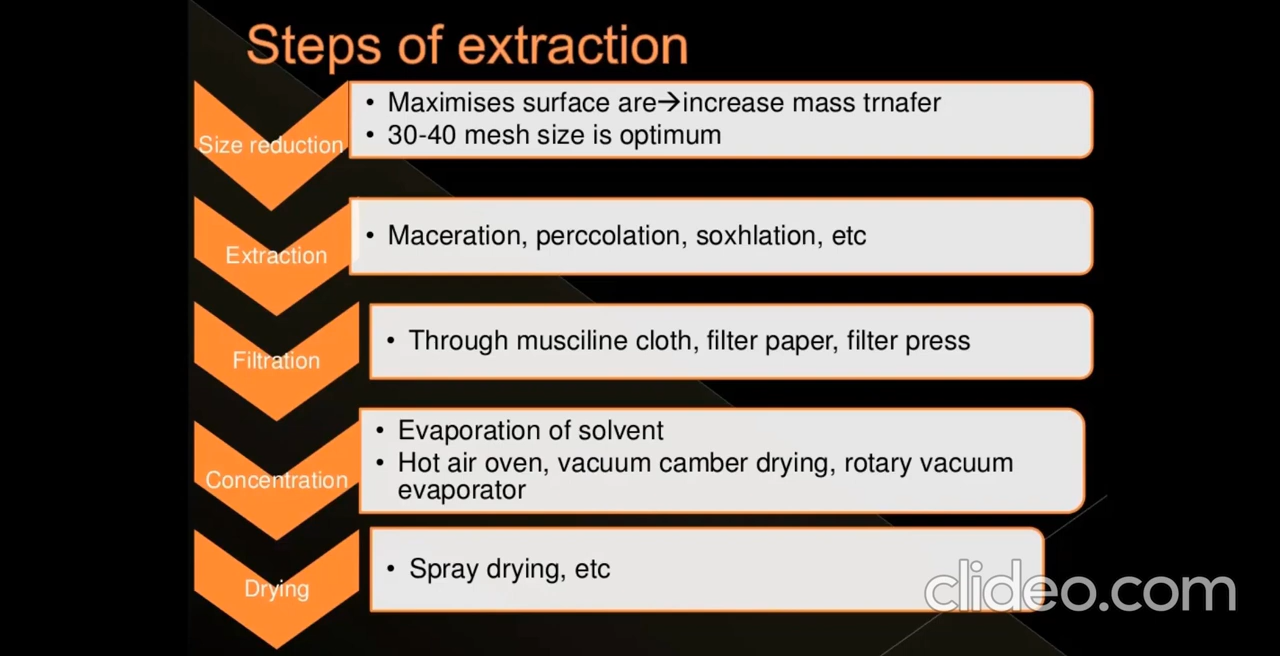 Steps of extraction
Size reduction
• Maximises surface are→increase mass trnafer
• 30-40 mesh size is optimum
Extraction
• Maceration, perccolation, soxhlation, etc
Filtration
• Through musciline cloth, filter paper, filter press
Concentration
• Evaporation of solvent
• Hot air oven, vacuum camber drying, rotary vacuum
evaporator
Drying
• Spray drying, etc
clideo.com